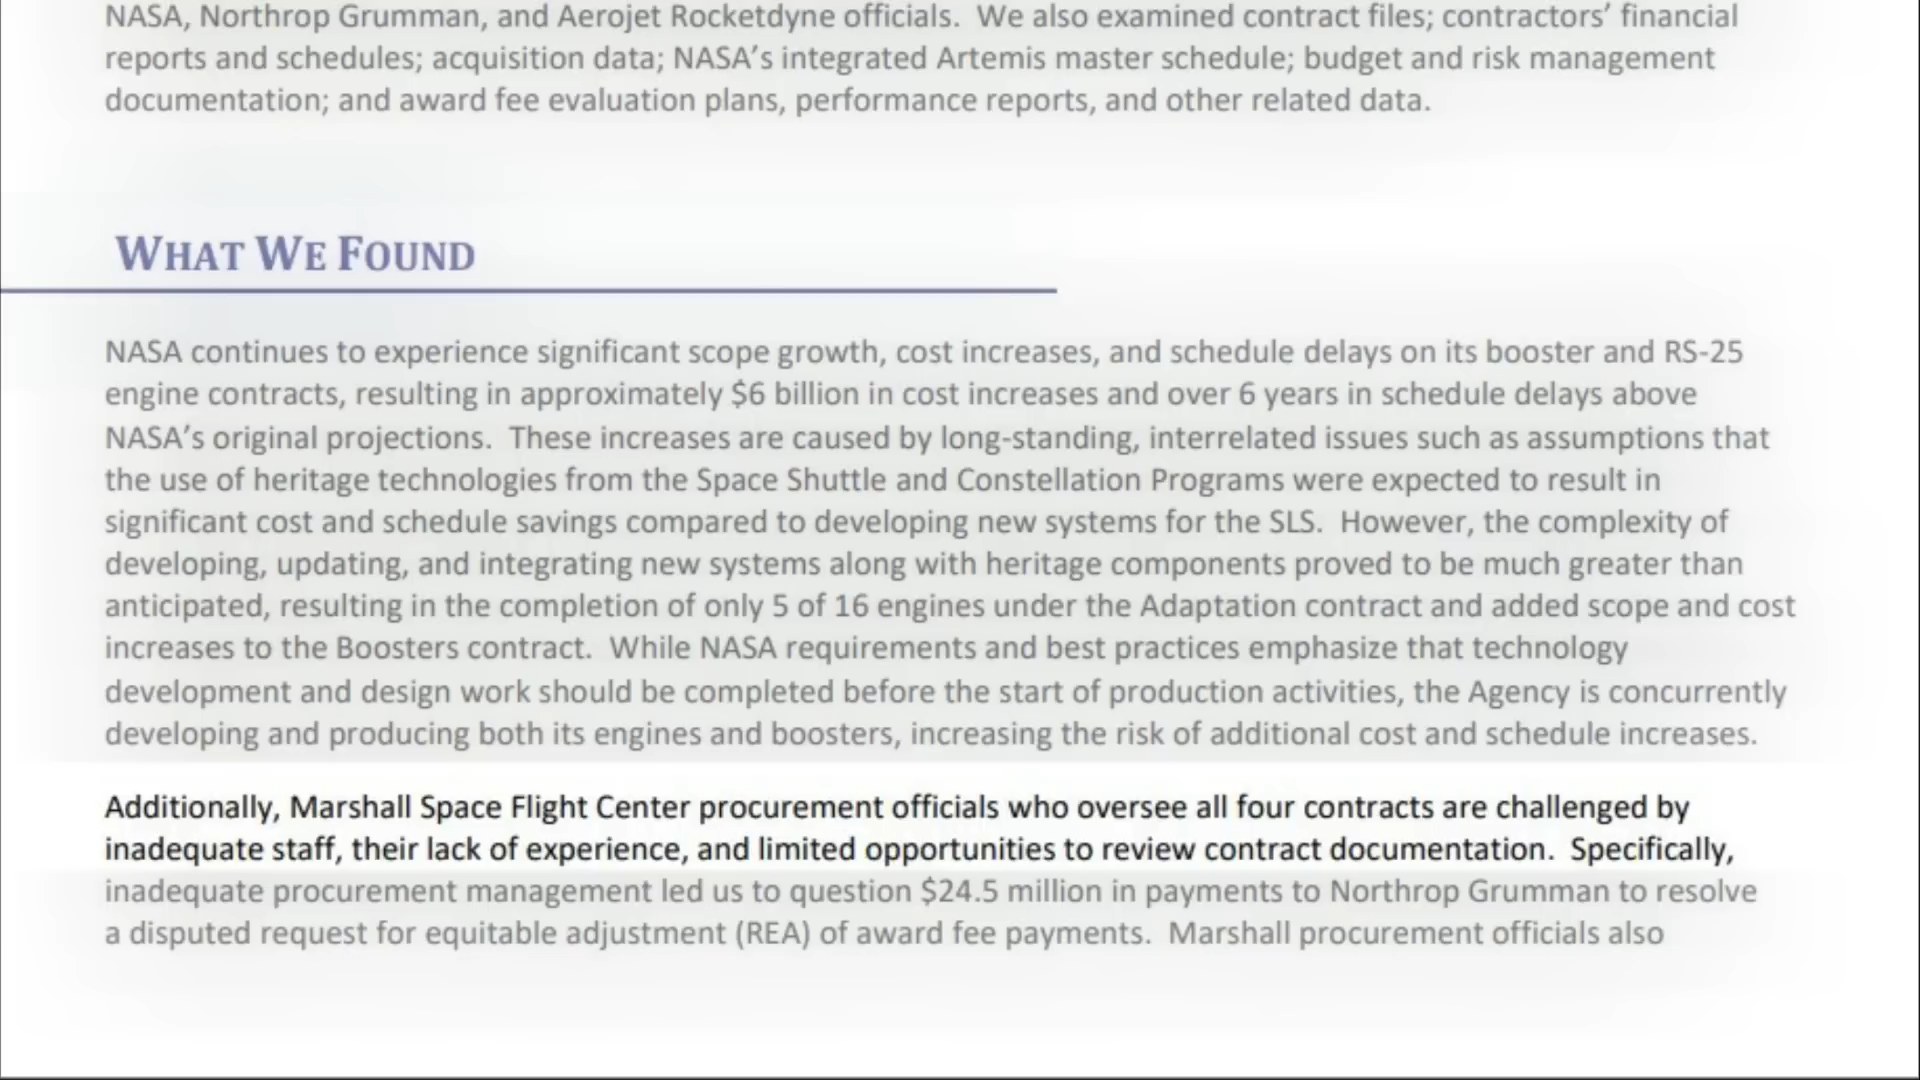 NASA, Northrop Grumman, and Aerojet Rocketdyne officials.  We also examined contract files; contractors’ financial
reports and schedules; acquisition data; NASA’s integrated Artemis master schedule; budget and risk management
documentation; and award fee evaluation plans, performance reports, and other related data.
WHAT WE FOUND
NASA continues to experience significant scope growth, cost increases, and schedule delays on its booster and RS-25
engine contracts, resulting in approximately $6 billion in cost increases and over 6 years in schedule delays above
NASA’s original projections.  These increases are caused by long-standing, interrelated issues such as assumptions that
the use of heritage technologies from the Space Shuttle and Constellation Programs were expected to result in
significant cost and schedule savings compared to developing new systems for the SLS.  However, the complexity of
developing, updating, and integrating new systems along with heritage components proved to be much greater than
anticipated, resulting in the completion of only 5 of 16 engines under the Adaptation contract and added scope and cost
increases to the Boosters contract.  While NASA requirements and best practices emphasize that technology
development and design work should be completed before the start of production activities, the Agency is concurrently
developing and producing both its engines and boosters, increasing the risk of additional cost and schedule increases.
Additionally, Marshall Space Flight Center procurement officials who oversee all four contracts are challenged by
inadequate staff, their lack of experience, and limited opportunities to review contract documentation.  Specifically,
inadequate procurement management led us to question $24.5 million in payments to Northrop Grumman to resolve
a disputed request for equitable adjustment (REA) of award fee payments.  Marshall procurement officials also